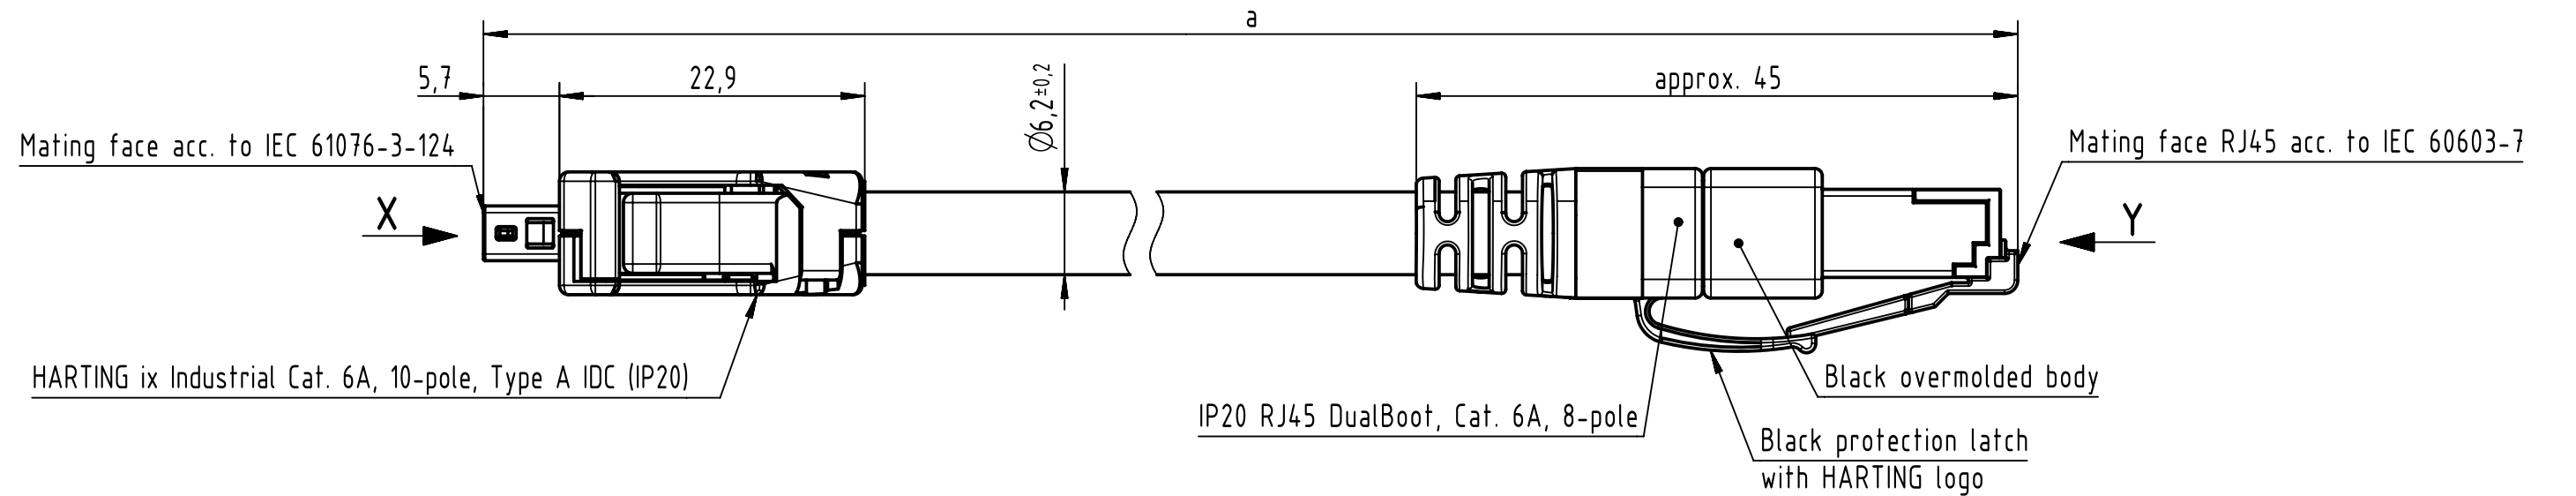 a
5,7
22,9
Ø6,2±0,2
approx. 45
Mating face acc. to IEC 61076-3-124
Mating face RJ45 acc. to IEC 60603-7
X
Y
HARTING ix Industrial Cat. 6A, 10-pole, Type A IDC (IP20)
Black overmolded body
IP20 RJ45 DualBoot, Cat. 6A, 8-pole
Black protection latch
with HARTING logo